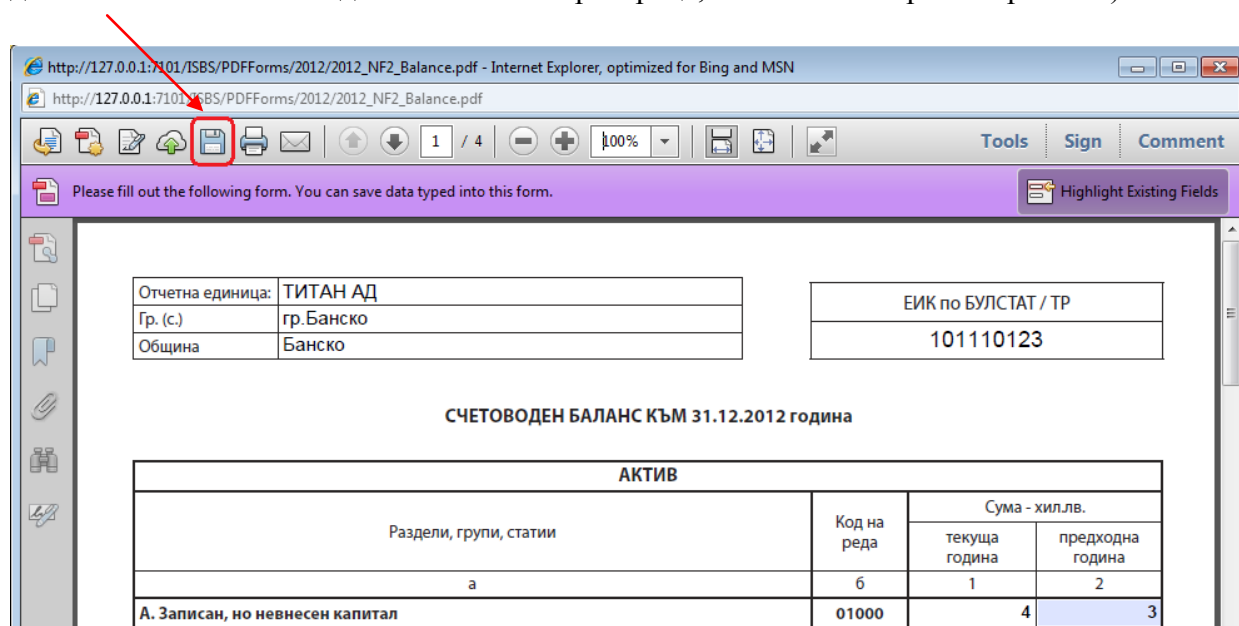 http://127.0.0.1:7101/ISBS/PDFForms/2012/2012_NF2_Balance.pdf - Internet Explorer, optimized for Bing and MSN
http://127.0.0.1:7101/ISBS/PDFForms/2012/2012_NF2_Balance.pdf
1 / 4 100% Tools Sign Comment
Please fill out the following form. You can save data typed into this form. Highlight Existing Fields
Отчетна единица: ТИТАН АД
Гр. (с.) гр.Банско
Община Банско
ЕИК по БУЛСТАТ / ТР
101110123
СЧЕТОВОДЕН БАЛАНС КЪМ 31.12.2012 година
АКТИВ
Раздели, групи, статии
Код на реда
Сума - хил.лв.
текуща година
предходна година
а б 1 2
А. Записан, но невнесен капитал 01000 4 3